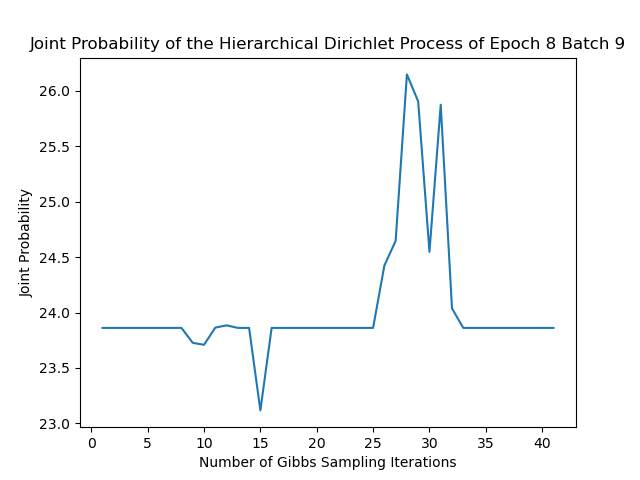 Joint Probability of the Hierarchical Dirichlet Process of Epoch 8 Batch 9
26.0
25.5
25.0
24.5
24.0
23.5
23.0
Joint Probability
0 5 10 15 20 25 30 35 40
Number of Gibbs Sampling Iterations